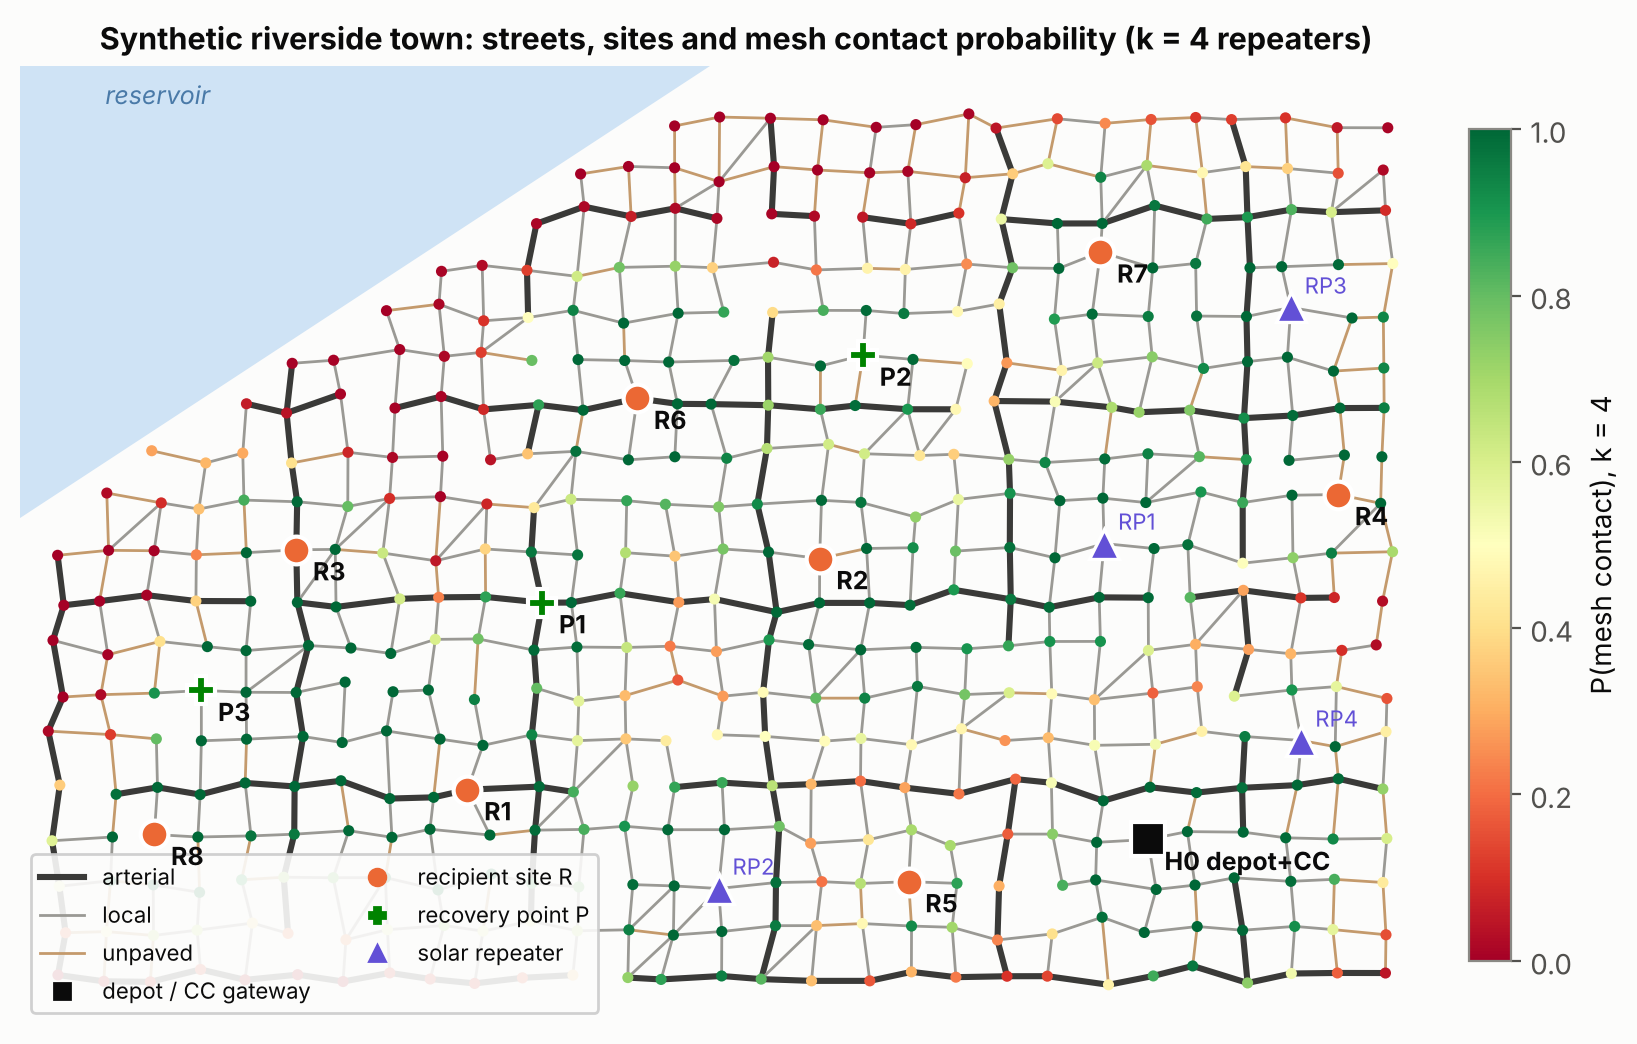 Synthetic riverside town: streets, sites and mesh contact probability (k = 4 repeaters)
reservoir
R7
RP3
P2
R6
R4
RP1
R3
R2
P1
P3
RP4
R1
R8
H0 depot+CC
RP2
R5
arterial
local
unpaved
depot / CC gateway
recipient site R
recovery point P
solar repeater
1.0
0.8
0.6
0.4
0.2
0.0
P(mesh contact), k = 4